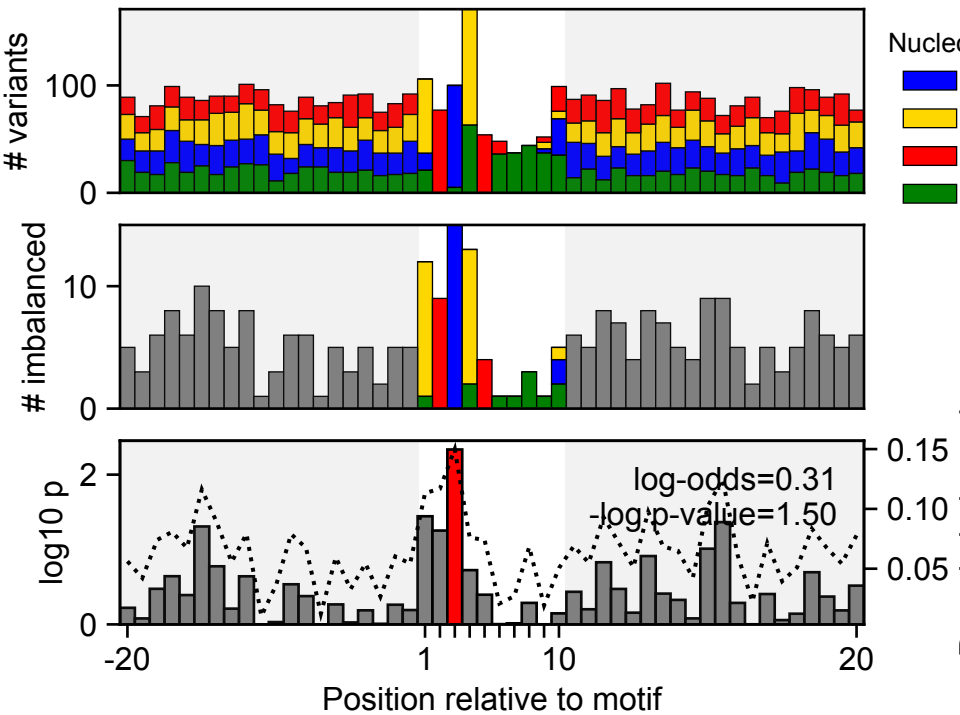 # variants
100
0
Nucleo
# imbalanced
10
0
log10 p
2
0
log-odds=0.31
-log p-value=1.50
0.15
0.10
0.05
-20
1
10
20
Position relative to motif